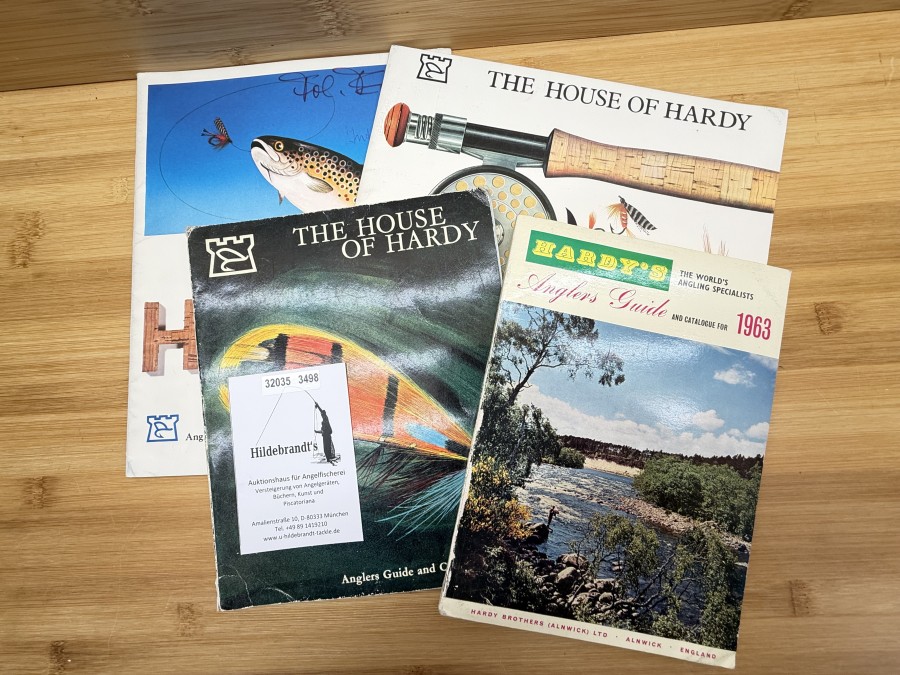 THE HOUSE OF HARDY
H
Ang
THE HOUSE
OF HARDY
32035 3498
Hildebrandt's
Auktionshaus für Angelfischerei
Versteigerung von Angelgeräten,
Büchern, Kunst und
Piscatoriana
Amalienstraße 10, D-80333 München
Tel. +49 89 1419210
www.u-hildebrandt-tackle.de
Anglers Guide and C
HARDY'S
THE WORLD'S
ANGLING SPECIALISTS
Anglers Guide AND CATALOGUE FOR 1963
HARDY BROTHERS (ALNWICK) LTD · ALNWICK · ENGLAND